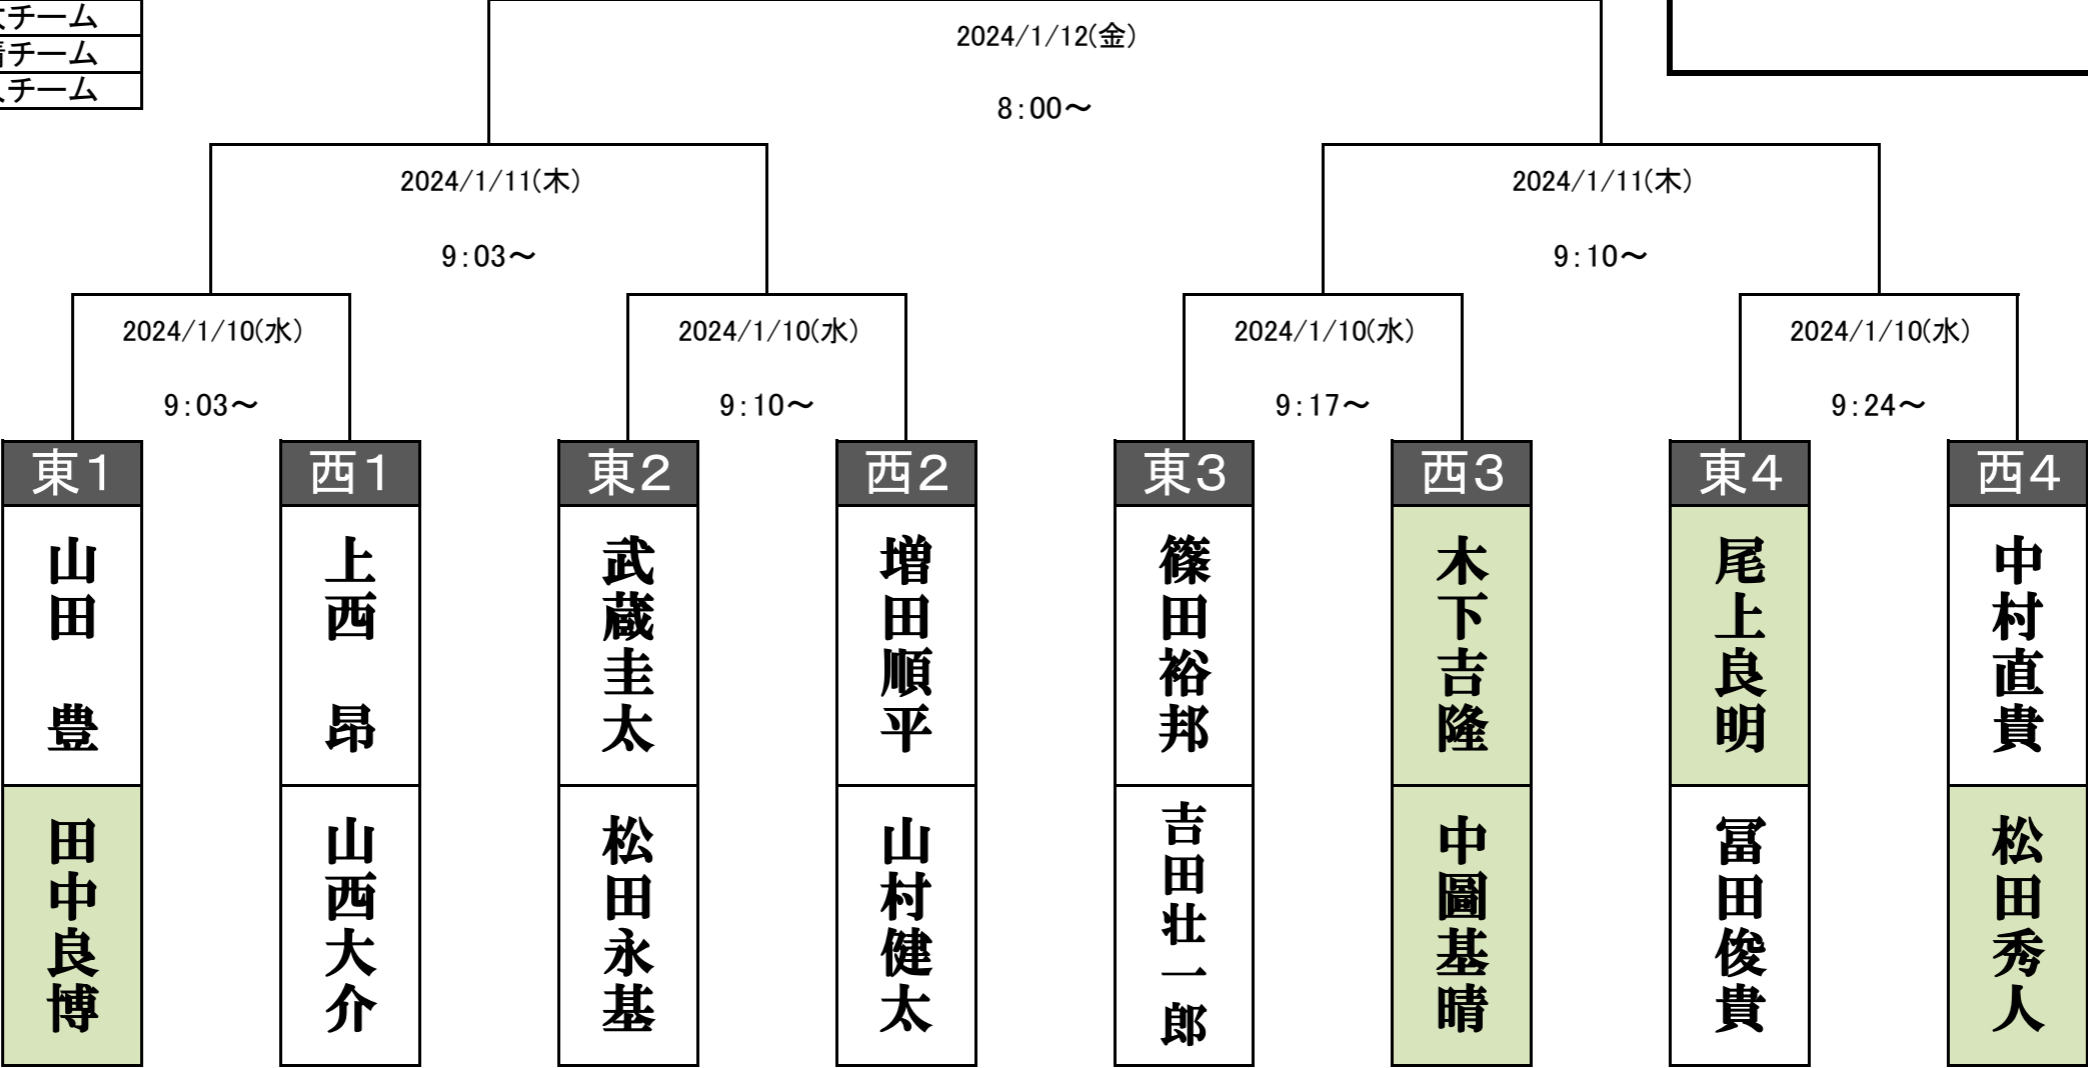 チーム
チーム
チーム
2024/1/12(金)
8:00～
2024/1/11(木)
9:03～
2024/1/11(木)
9:10～
2024/1/10(水)
9:03～
2024/1/10(水)
9:10～
2024/1/10(水)
9:17～
2024/1/10(水)
9:24～
東1
西1
東2
西2
東3
西3
東4
西4
山田　豊
上西　昂
武蔵圭太
増田順平
篠田裕邦
木下吉隆
尾上良明
中村直貴
田中良博
山西大介
松田永基
山村健太
吉田壮一郎
中圖基晴
冨田俊貴
松田秀人